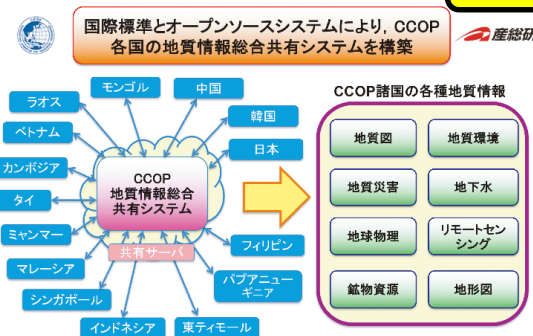 国際標準とオープンソースシステムにより，CCOP
各国の地質情報総合共有システムを構築
産総研
モンゴル
中国
ラオス
韓国
ベトナム
日本
カンボジア
タイ
ミャンマー
マレーシア
シンガポール
インドネシア
東ティモール
パプアニュー
ギニア
フィリピン
CCOP
地質情報総合
共有システム
共有サーバ
CCOP諸国の各種地質情報
地質図
地質環境
地質災害
地下水
地球物理
リモートセン
シング
鉱物資源
地形図